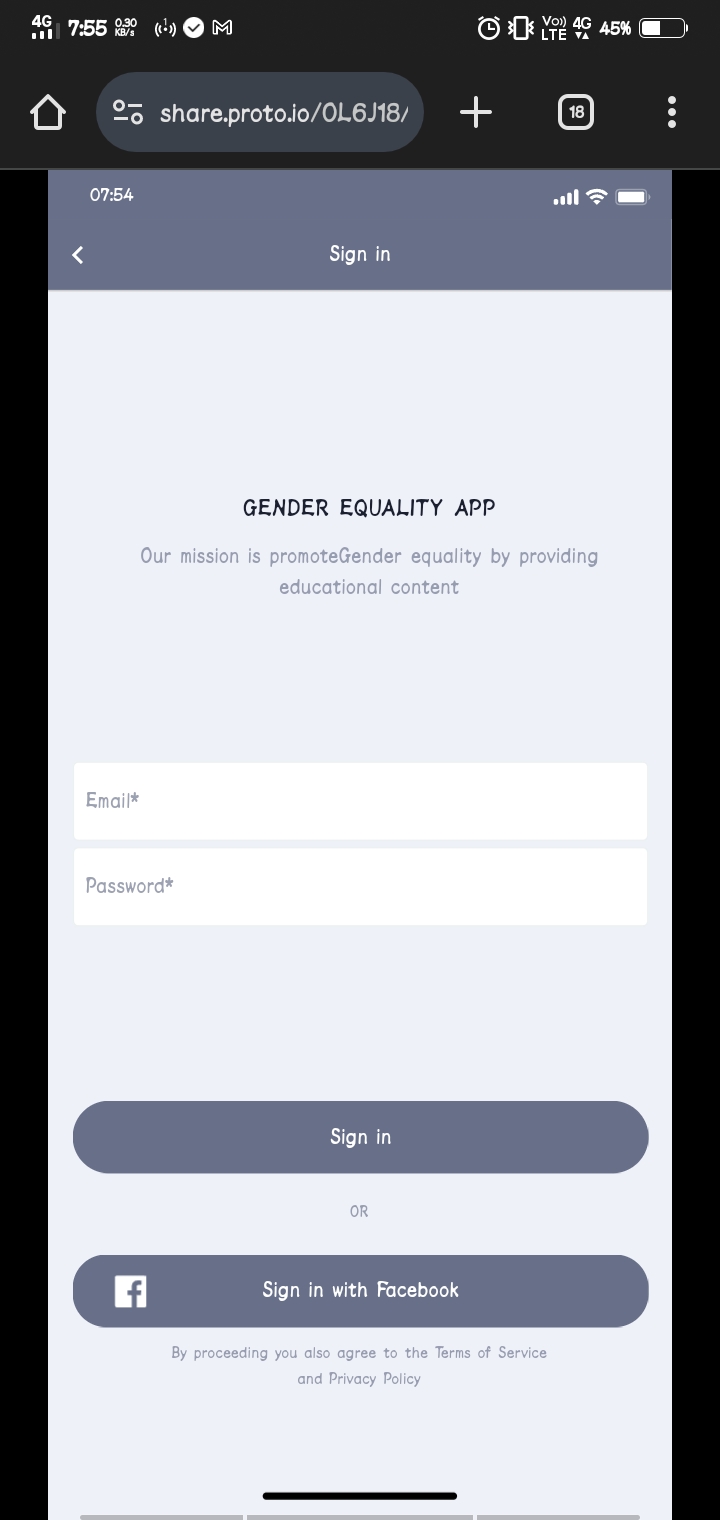 4G 7:55 0.30 KB/s Vo)) LTE 4G 45%
share.proto.io/0L6J18/ 18
07:54
Sign in
GENDER EQUALITY APP
Our mission is promoteGender equality by providing
educational content
Email*
Password*
Sign in
OR
Sign in with Facebook
By proceeding you also agree to the Terms of Service
and Privacy Policy